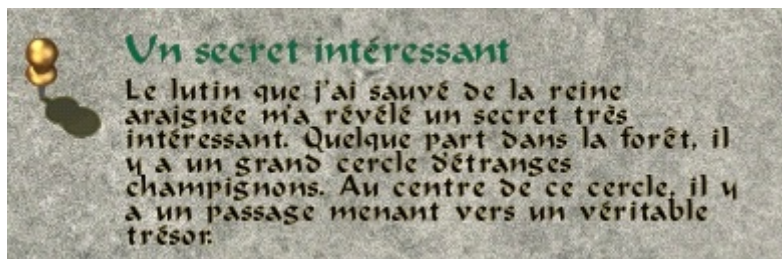 Un secret intéressant
Le lutin que j'ai sauvé de la reine
araignée m'a révélé un secret très
intéressant. Quelque part dans la forêt, il
y a un grand cercle d'étranges
champignons. Au centre de ce cercle, il y
a un passage menant vers un véritable
trésor.